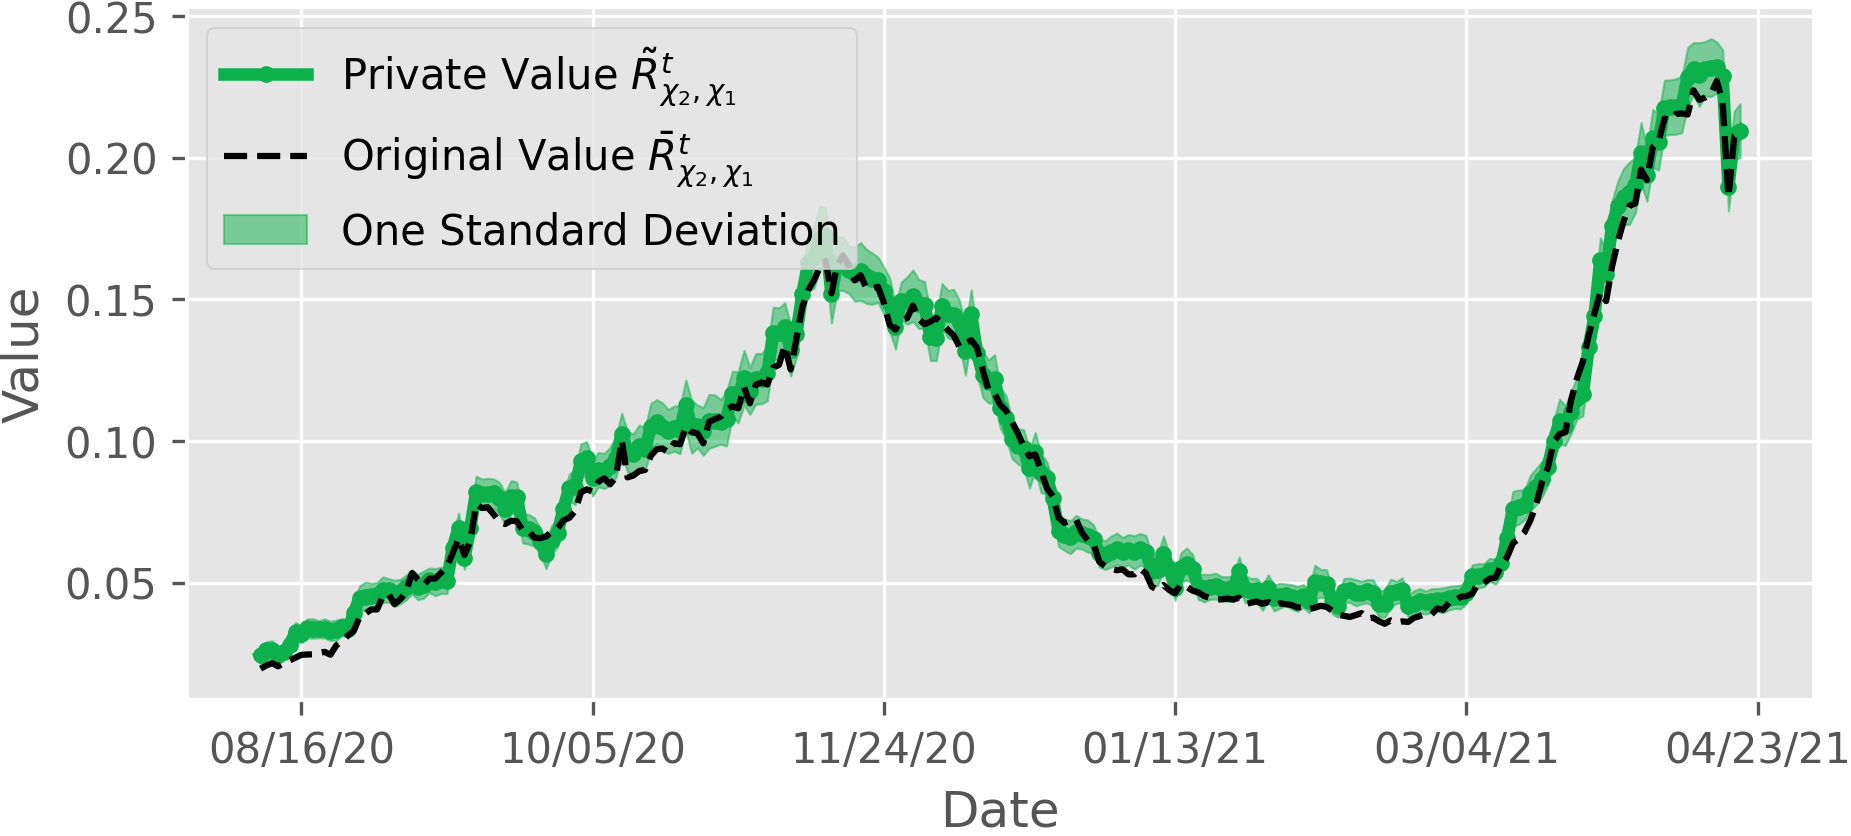 0.25
0.20
0.15
0.10
0.05
Value
Private Value R̃ᵗ χ₂, χ₁
Original Value R̄ᵗ χ₂, χ₁
One Standard Deviation
08/16/20 10/05/20 11/24/20 01/13/21 03/04/21 04/23/21
Date